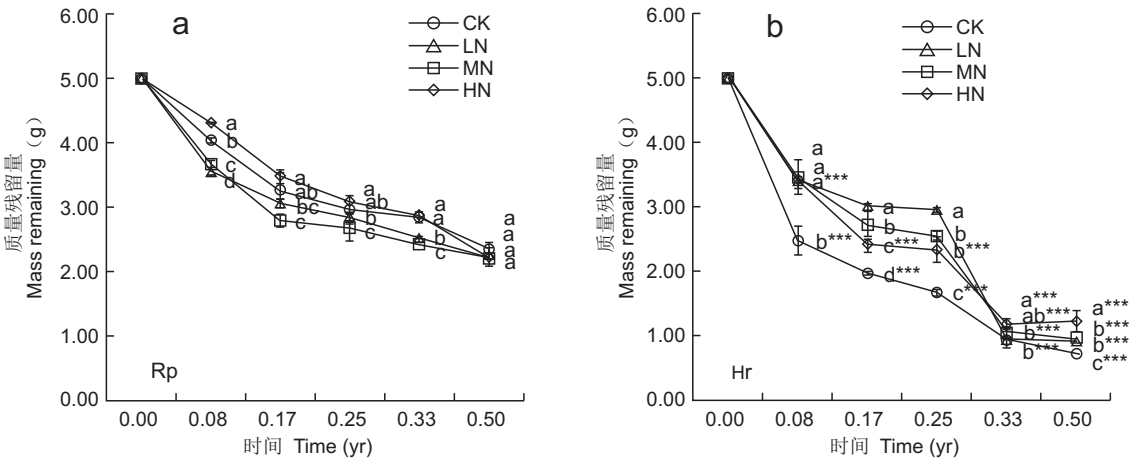 6.00
5.00
4.00
3.00
2.00
1.00
0.00
质量残留量
Mass remaining（g）
a
CK
LN
MN
HN
a
b
c
d
a
ab
bc
c
a
ab
b
c
a
a
b
c
a
a
a
a
Rp
0.00 0.08 0.17 0.25 0.33 0.50
时间 Time (yr)
6.00
5.00
4.00
3.00
2.00
1.00
0.00
质量残留量
Mass remaining（g）
b
CK
LN
MN
HN
a
a
a***
b***
a
b
c***
d***
a
b
b***
c***
a***
ab***
b***
b***
a***
b***
b***
c***
Hr
0.00 0.08 0.17 0.25 0.33 0.50
时间 Time (yr)